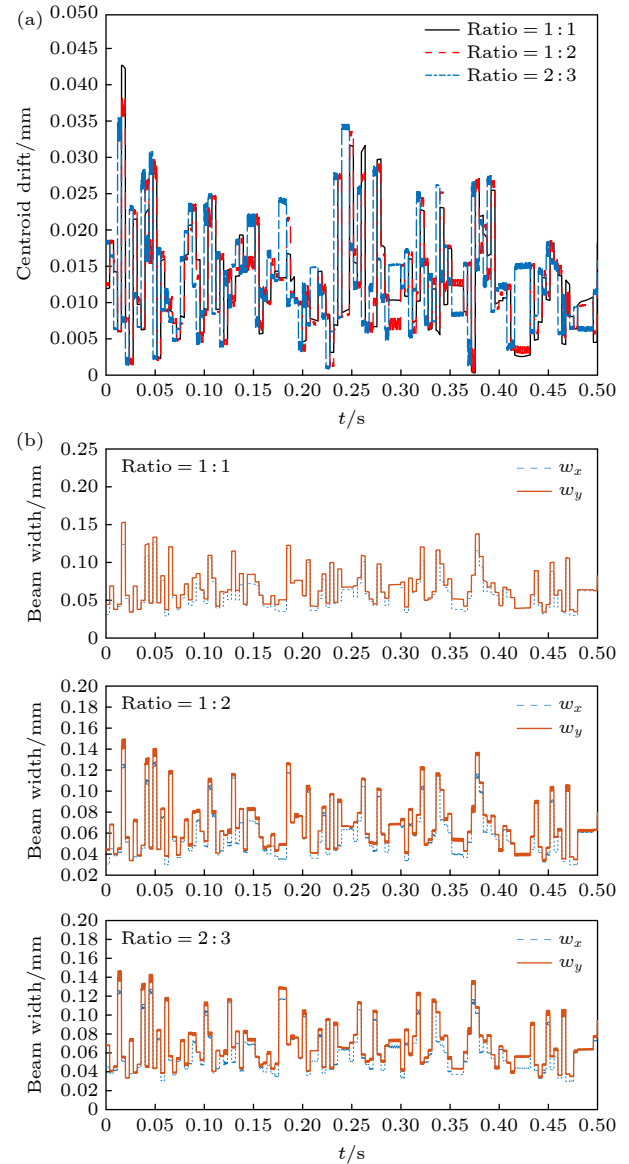 (a)
0.050
0.045
0.040
0.035
0.030
0.025
0.020
0.015
0.010
0.005
0
Centroid drift/mm
Ratio = 1:1
Ratio = 1:2
Ratio = 2:3
0 0.05 0.10 0.15 0.20 0.25 0.30 0.35 0.40 0.45 0.50
t/s
(b)
0.25
0.20
0.15
0.10
0.05
0
Beam width/mm
Ratio = 1:1
w_x
w_y
0 0.05 0.10 0.15 0.20 0.25 0.30 0.35 0.40 0.45 0.50
0.20
0.18
0.16
0.14
0.12
0.10
0.08
0.06
0.04
0.02
Beam width/mm
Ratio = 1:2
w_x
w_y
0 0.05 0.10 0.15 0.20 0.25 0.30 0.35 0.40 0.45 0.50
0.20
0.16
0.14
0.12
0.10
0.08
0.06
0.04
0.02
0
Beam width/mm
Ratio = 2:3
w_x
w_y
0 0.05 0.10 0.15 0.20 0.25 0.30 0.35 0.40 0.45 0.50
t/s